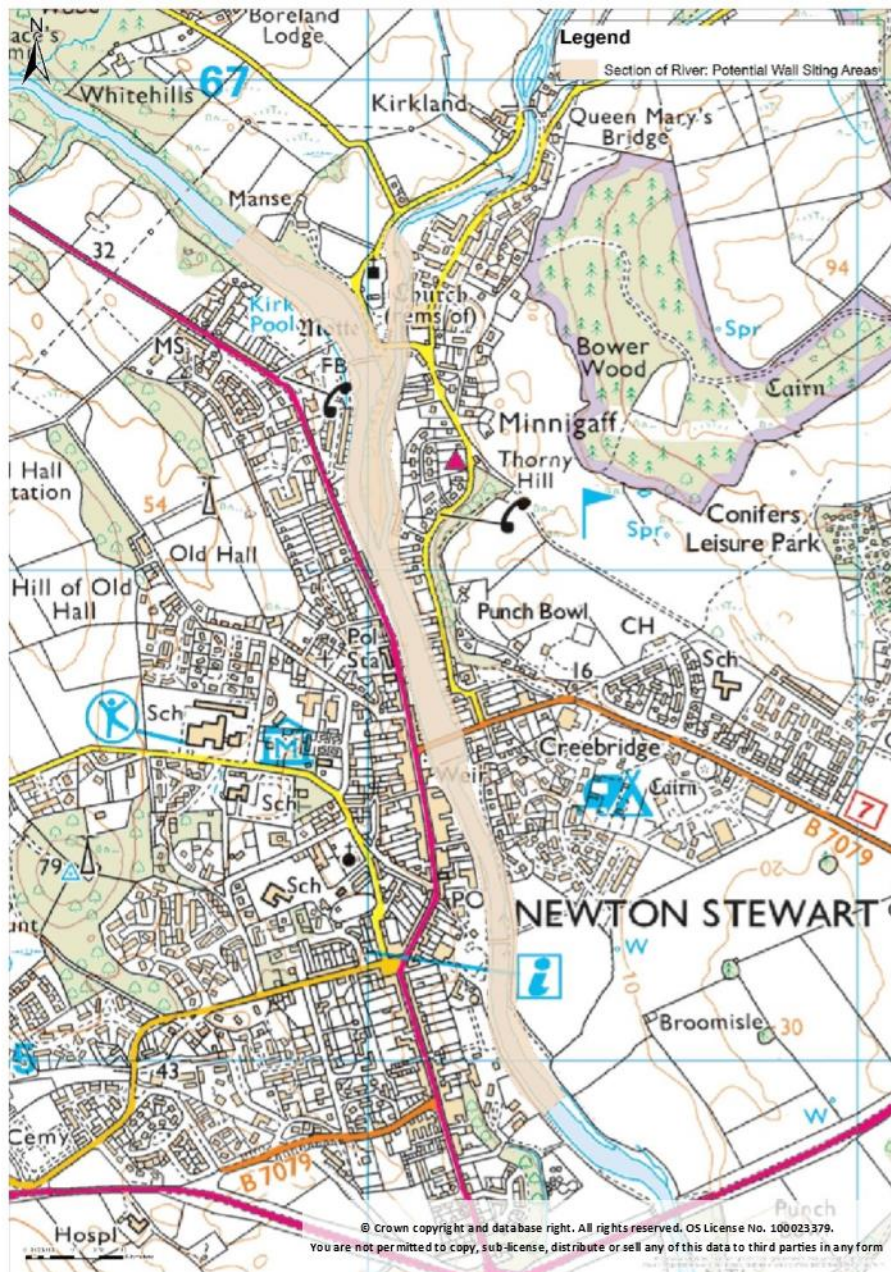 N
Boreland
Lodge
Legend
Section of River: Potential Wall Siting Areas
Whitehills
67
Kirkland
Queen Mary's
Bridge
Manse
32
94
Kirk
Pool
Church
(rems of)
Motte
Spr
MS
FB
Bower
Wood
Cairn
Minnigaff
Thorny
Hill
Hall
54
Spr
Conifers
Leisure Park
Old Hall
Hill of Old
Hall
Punch Bowl
CH
Pol
Sta
16
Sch
Sch
M
Creebridge
Weir
Cairn
Sch
7
B 7079
79
20
Sch
PO
NEWTON STEWART
W
i
10
Broomisle
30
5
43
W
Cemy
B 7079
Punch
Hospl
© Crown copyright and database right. All rights reserved. OS License No. 100023379.
You are not permitted to copy, sub-license, distribute or sell any of this data to third parties in any form